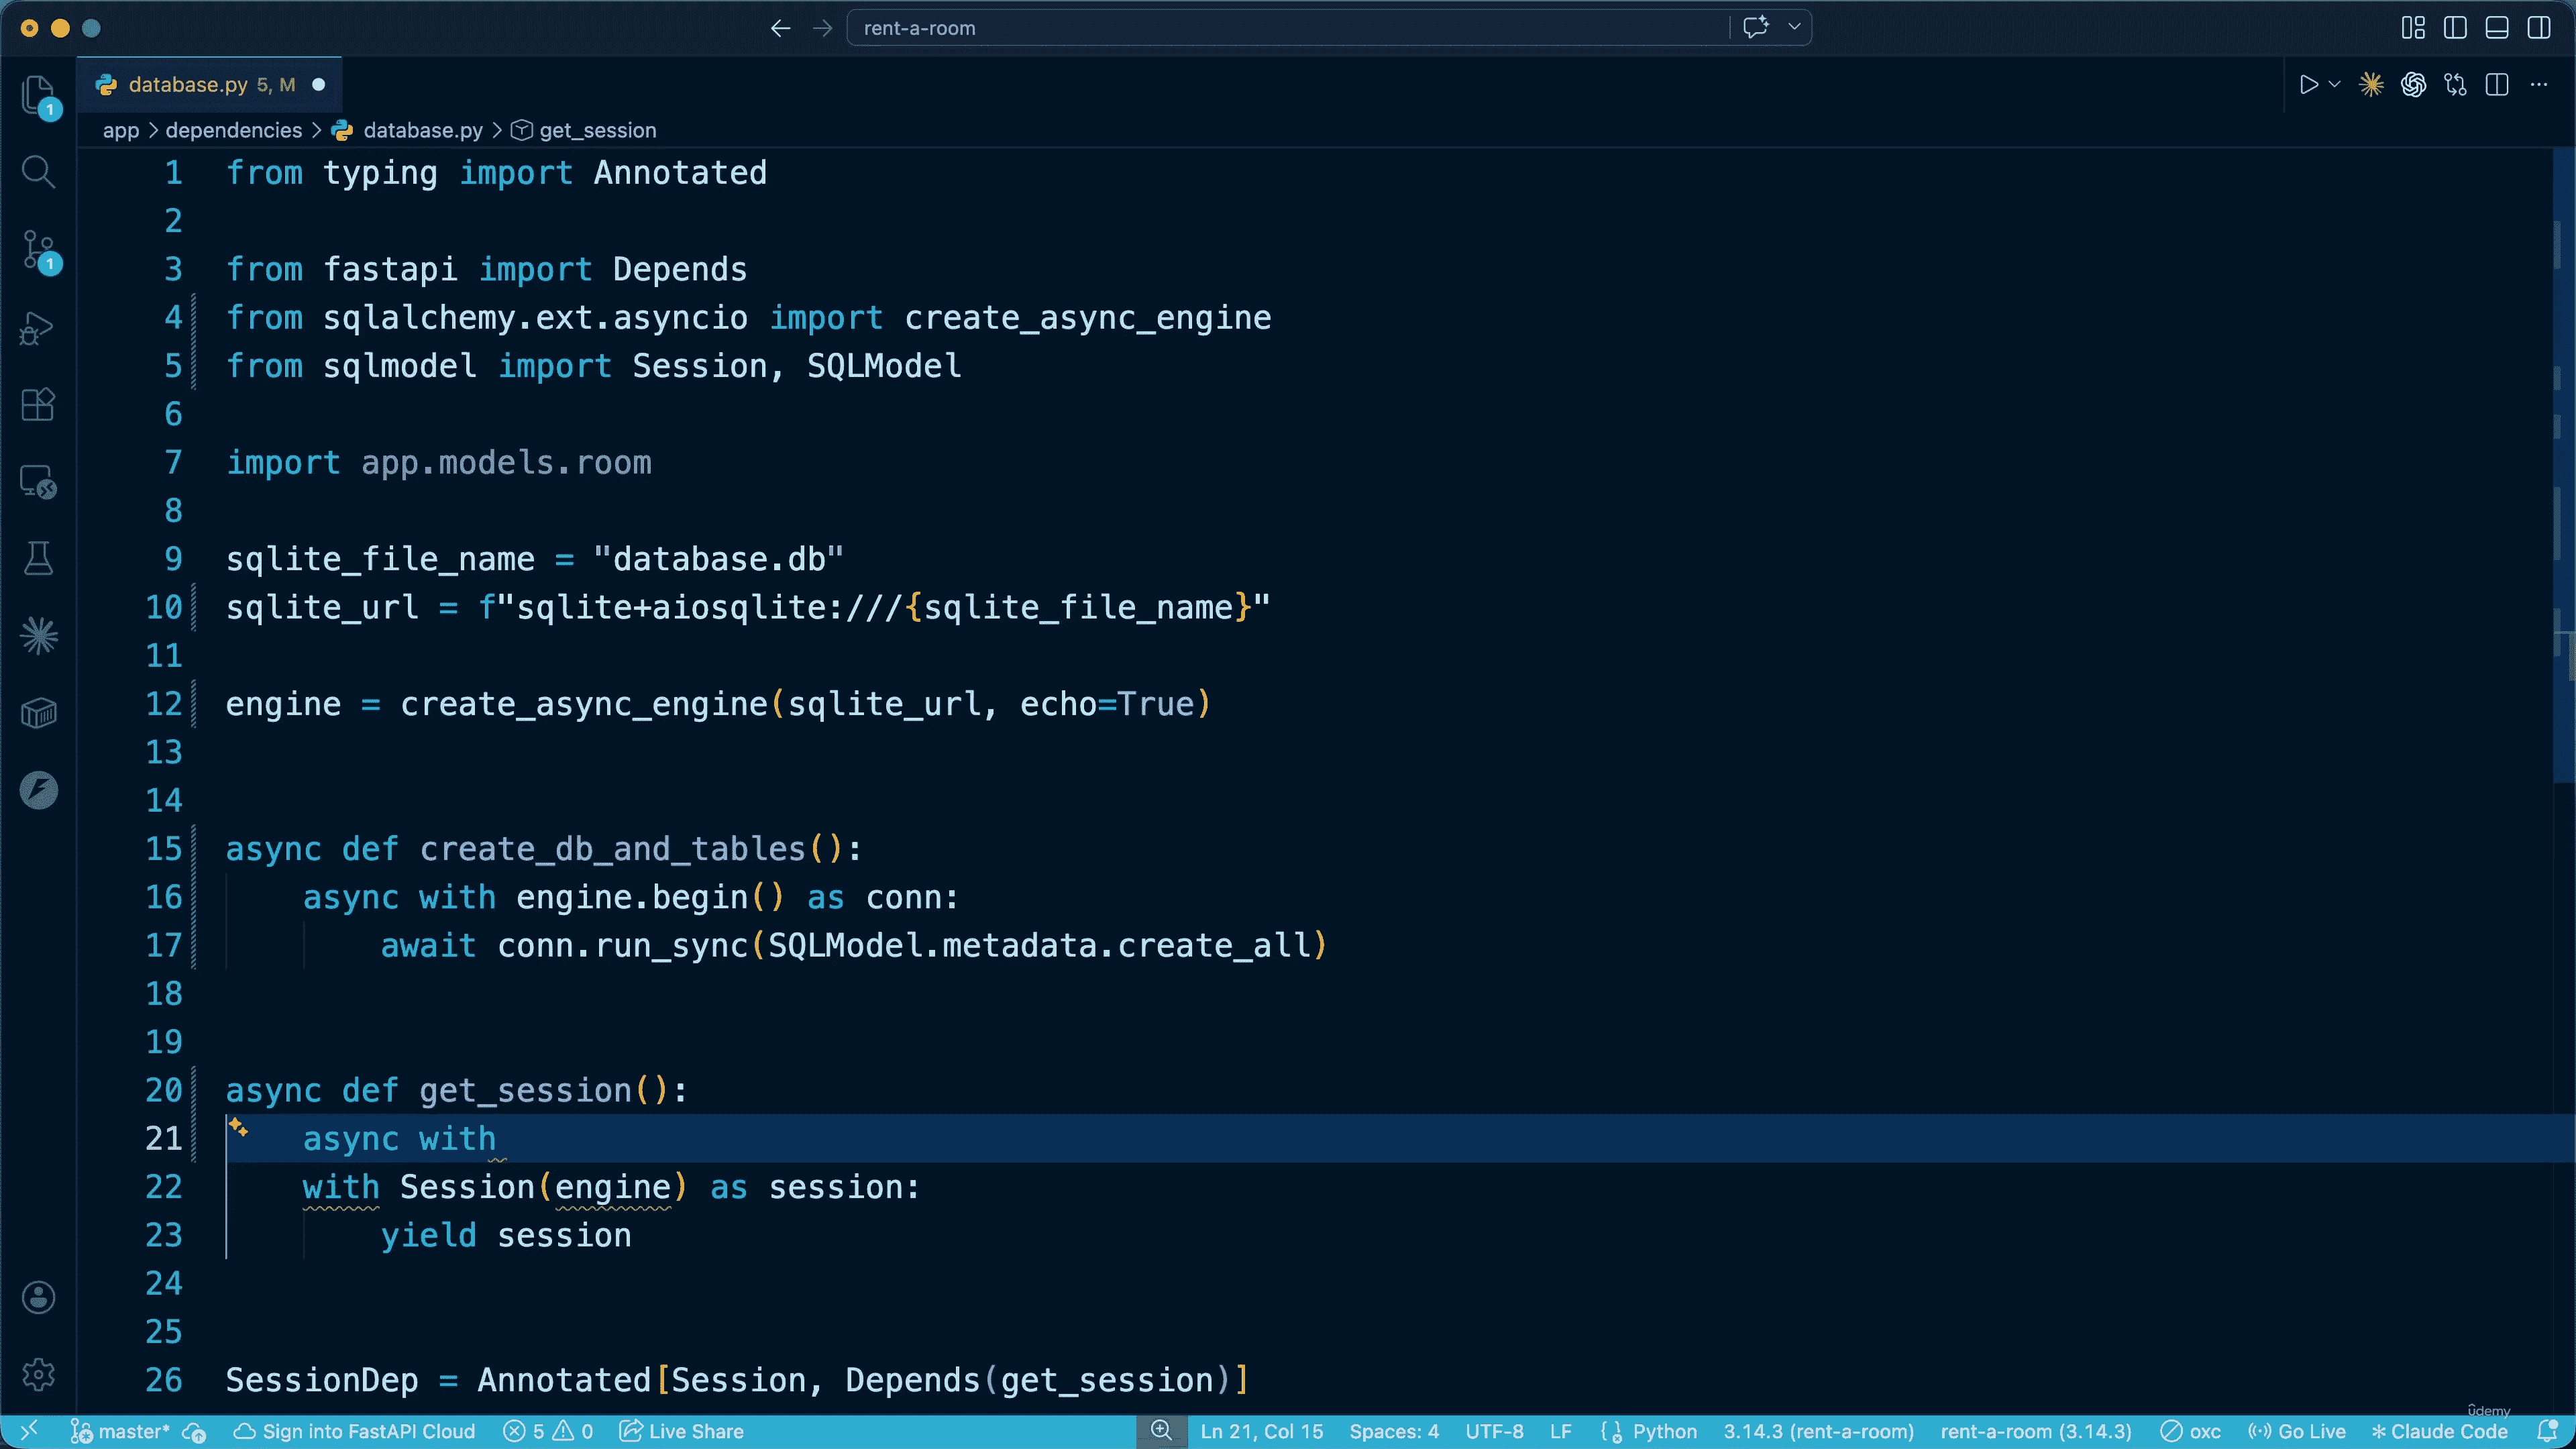 rent-a-room
database.py 5, M
1
app > dependencies > database.py > get_session
1 from typing import Annotated
2
3 from fastapi import Depends
4 from sqlalchemy.ext.asyncio import create_async_engine
5 from sqlmodel import Session, SQLModel
6
7 import app.models.room
8
9 sqlite_file_name = "database.db"
10 sqlite_url = f"sqlite+aiosqlite:///{sqlite_file_name}"
11
12 engine = create_async_engine(sqlite_url, echo=True)
13
14
15 async def create_db_and_tables():
16     async with engine.begin() as conn:
17         await conn.run_sync(SQLModel.metadata.create_all)
18
19
20 async def get_session():
21     async with
22     with Session(engine) as session:
23         yield session
24
25
26 SessionDep = Annotated[Session, Depends(get_session)]
1
udemy
master* Sign into FastAPI Cloud 5 0 Live Share Ln 21, Col 15 Spaces: 4 UTF-8 LF Python 3.14.3 (rent-a-room) rent-a-room (3.14.3) oxc Go Live Claude Code